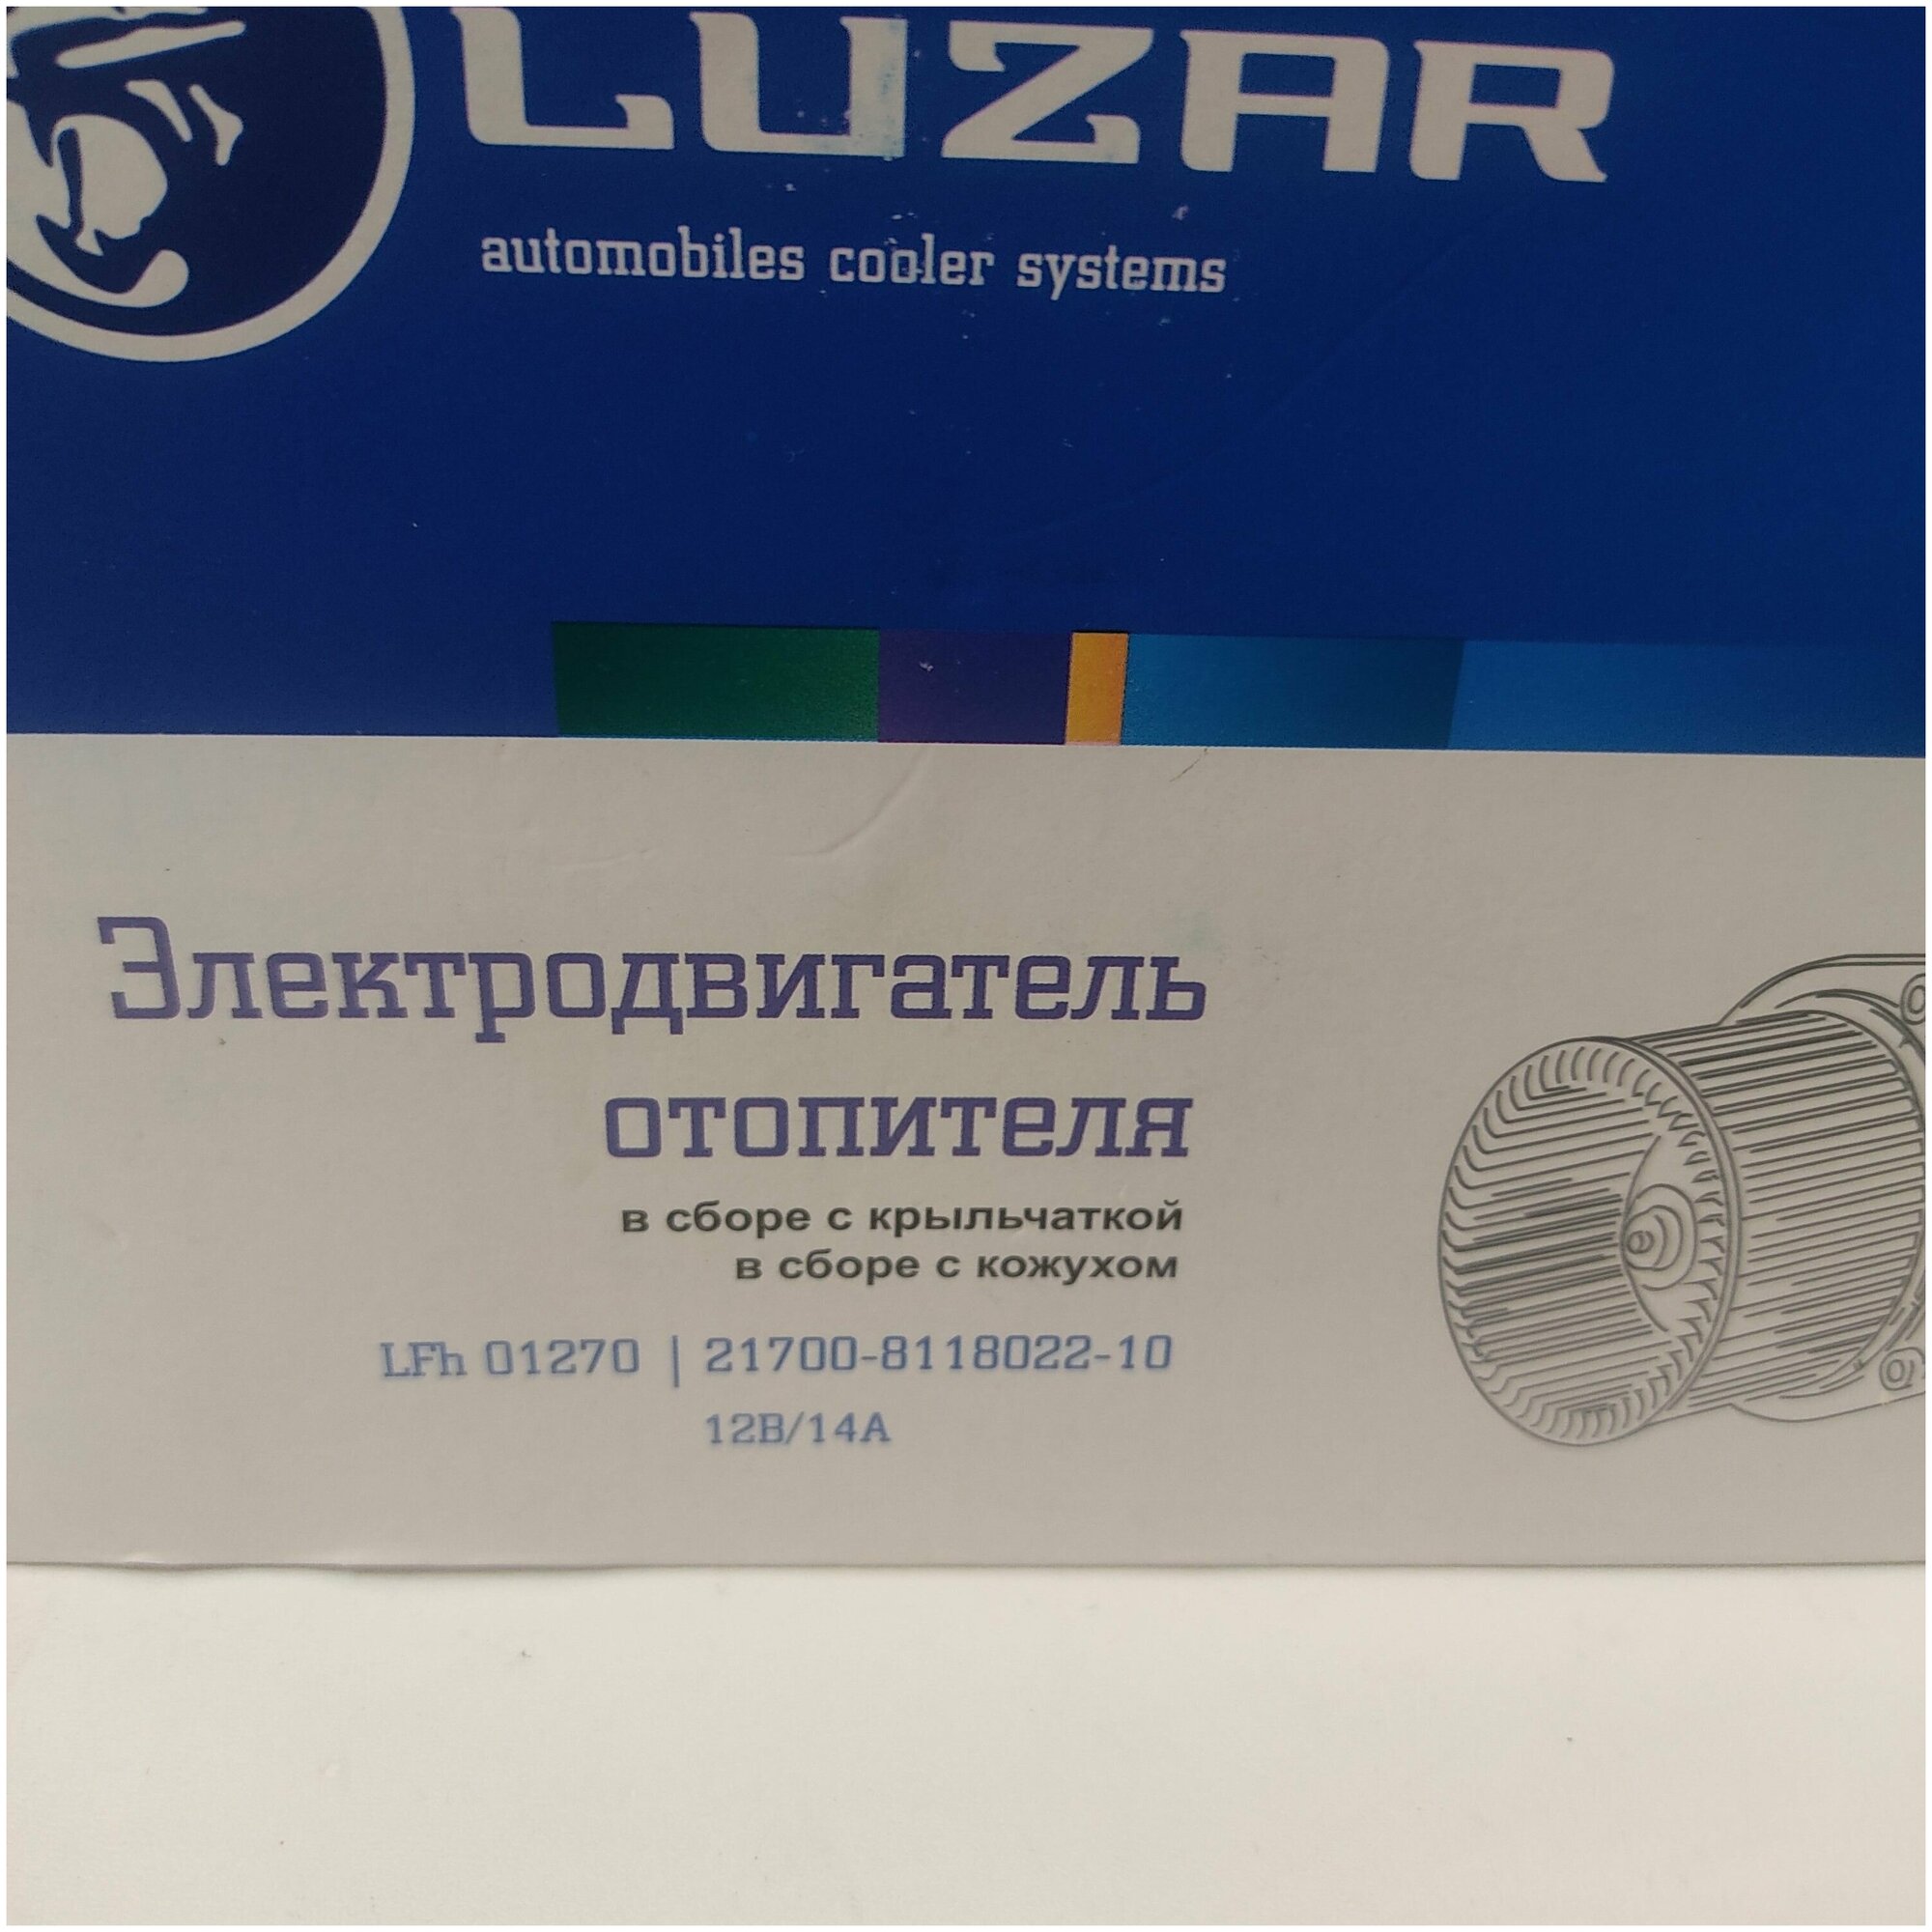 LUZAR
automobiles cooler systems
Электродвигатель
отопителя
в сборе с крыльчаткой
в сборе с кожухом
LFh 01270 | 21700-8118022-10
12В/14А